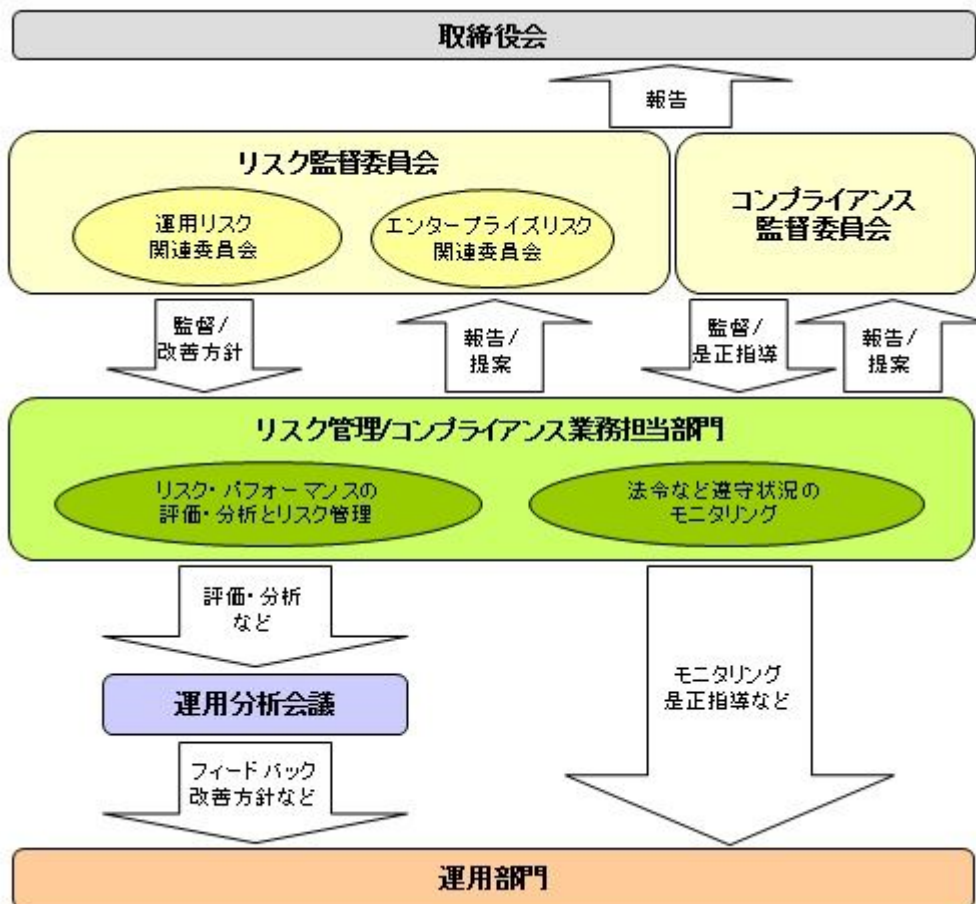 取締役会
報告
リスク監督委員会
運用リスク
関連委員会
エンタープライズリスク
関連委員会
コンプライアンス
監督委員会
監督/
改善方針
報告/
提案
監督/
是正指導
報告/
提案
リスク管理/コンプライアンス業務担当部門
リスク・パフォーマンスの
評価・分析とリスク管理
法令など遵守状況の
モニタリング
評価・分析
など
運用分析会議
モニタリング
是正指導など
フィードバック
改善方針など
運用部門